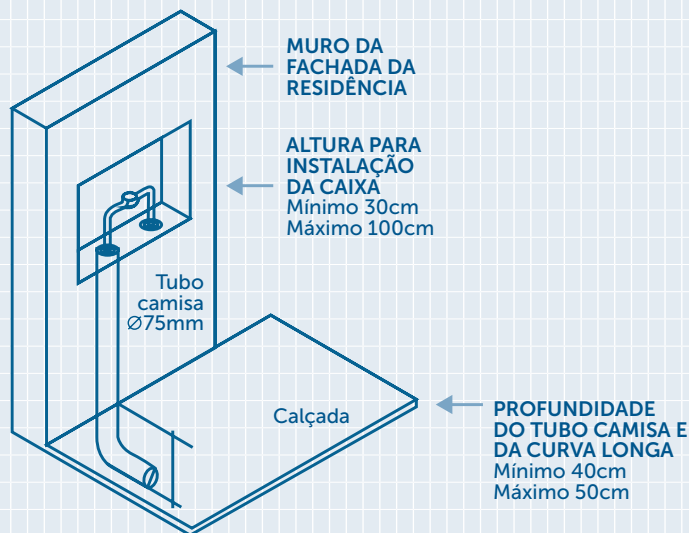 MURO DA
FACHADA DA
RESIDÊNCIA
ALTURA PARA
INSTALAÇÃO
DA CAIXA
Mínimo 30cm
Máximo 100cm
Tubo
camisa
Ø75mm
Calçada
PROFUNDIDADE
DO TUBO CAMISA E
DA CURVA LONGA
Mínimo 40cm
Máximo 50cm